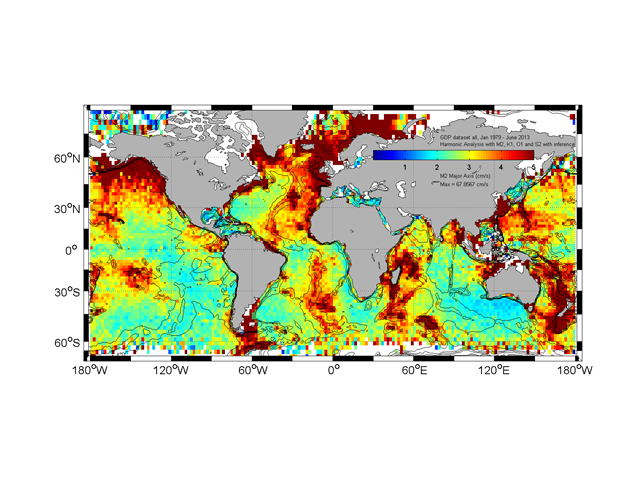 GDP dataset all, Jan 1979 - June 2013
Harmonic Analysis with M2, K1, O1 and S2 with inference
1 2 3 4 5
M2 Major Axis (cm/s)
Max = 67.8567 cm/s
60°N
30°N
0°
30°S
60°S
180°W 120°W 60°W 0° 60°E 120°E 180°W